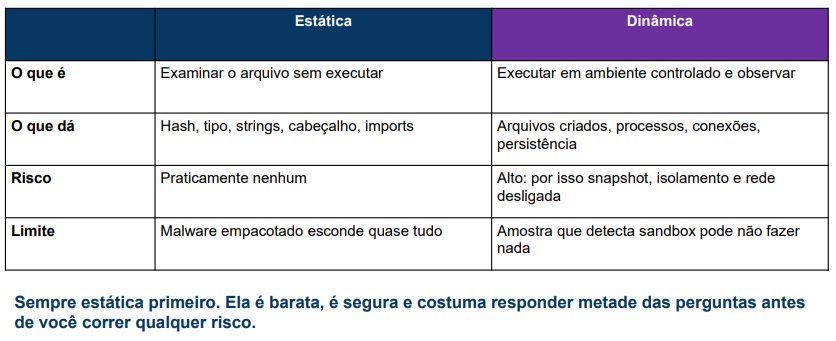 Estática Dinâmica
O que é Examinar o arquivo sem executar Executar em ambiente controlado e observar
O que dá Hash, tipo, strings, cabeçalho, imports Arquivos criados, processos, conexões,
persistência
Risco Praticamente nenhum Alto: por isso snapshot, isolamento e rede
desligada
Limite Malware empacotado esconde quase tudo Amostra que detecta sandbox pode não fazer
nada
Sempre estática primeiro. Ela é barata, é segura e costuma responder metade das perguntas antes
de você correr qualquer risco.